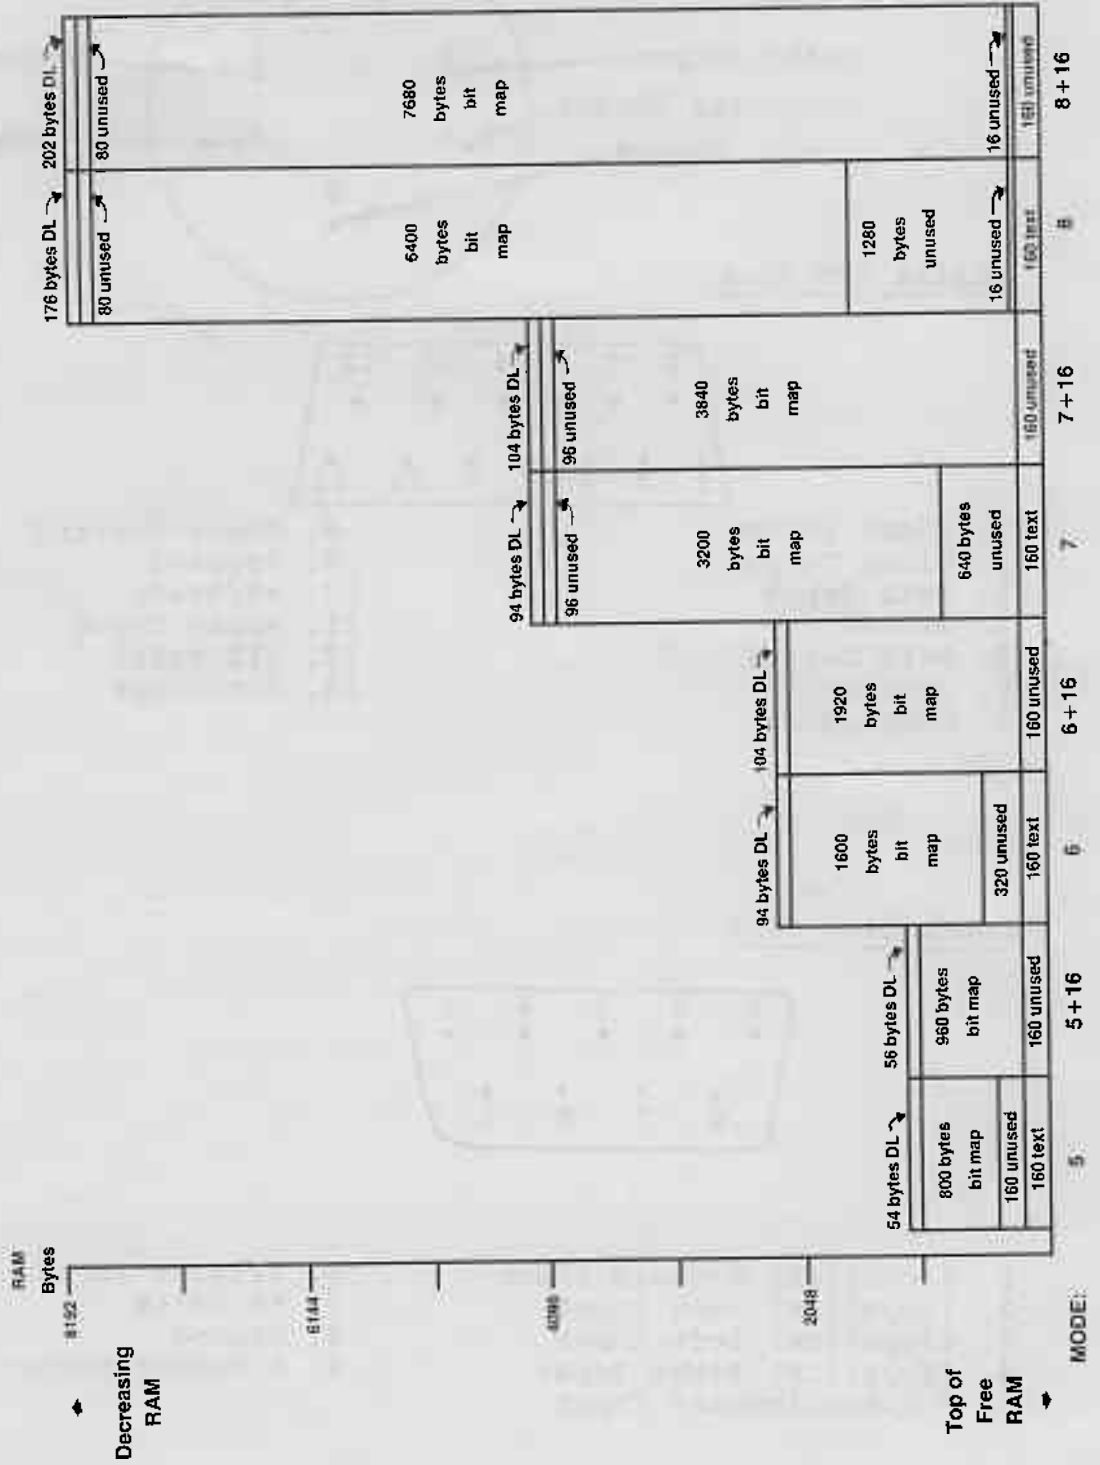 RAM
Bytes
8192
6144
4096
2048
Decreasing
RAM
Top of
Free
RAM
MODE:
54 bytes DL
800 bytes
bit map
160 unused
160 text
5
56 bytes DL
960 bytes
bit map
160 unused
5 + 16
94 bytes DL
1600
bytes
bit
map
320 unused
160 text
6
104 bytes DL
1920
bytes
bit
map
160 unused
6 + 16
94 bytes DL
96 unused
3200
bytes
bit
map
640 bytes
unused
160 text
7
104 bytes DL
96 unused
3840
bytes
bit
map
160 unused
7 + 16
176 bytes DL
80 unused
6400
bytes
bit
map
1280
bytes
unused
16 unused
160 text
8
202 bytes DL
80 unused
7680
bytes
bit
map
16 unused
160 unused
8 + 16